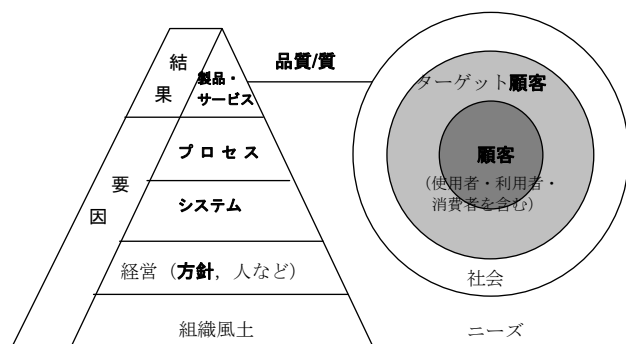 結
果
製品・
サービス
品質/質
ターゲット顧客
顧客
(使用者・利用者・
消費者を含む)
プロセス
要
因
システム
経営（方針，人など）
社会
組織風土
ニーズ